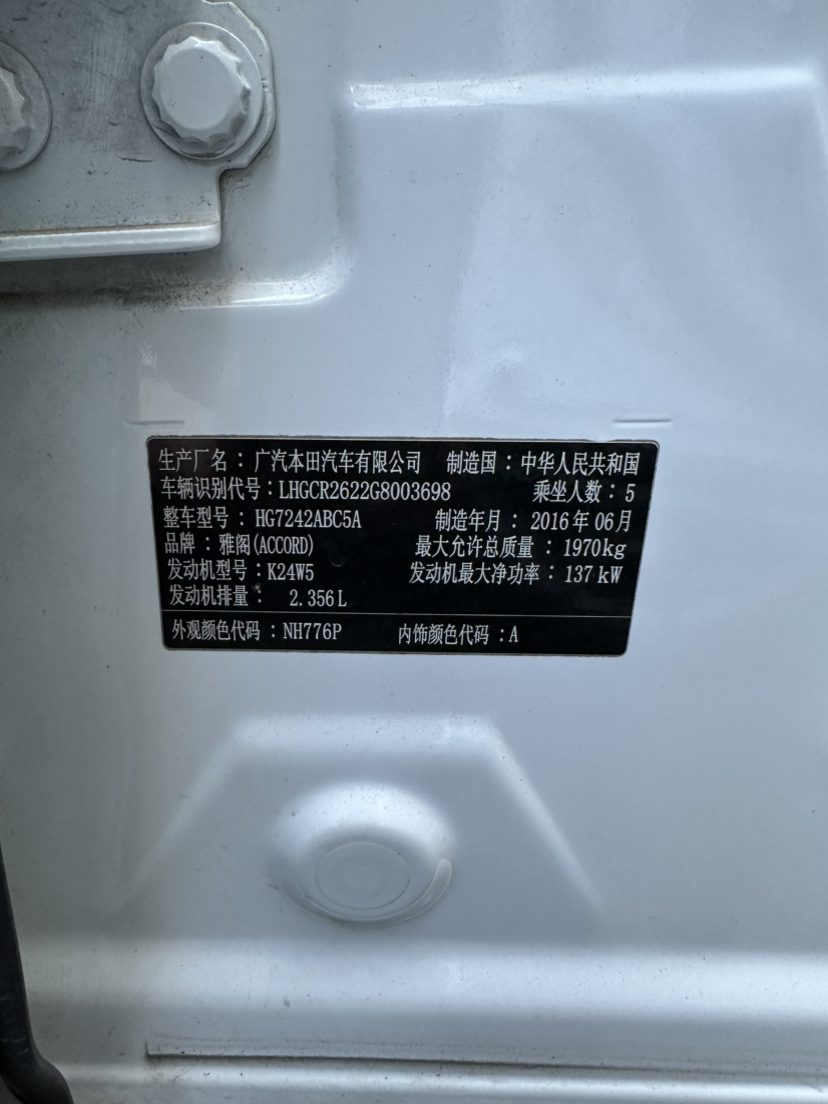 生产厂名：广汽本田汽车有限公司 制造国：中华人民共和国
车辆识别代号：LHGCR2622G8003698 乘坐人数：5
整车型号：HG7242ABC5A 制造年月：2016年06月
品牌：雅阁(ACCORD) 最大允许总质量：1970kg
发动机型号：K24W5 发动机最大净功率：137kW
发动机排量：2.356L
外观颜色代码：NH776P 内饰颜色代码：A